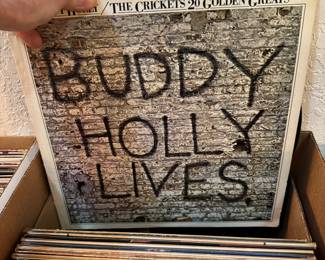 /THE CRICKETS 20 GOLDEN GREATS
BUDDY
HOLLY
LIVES.